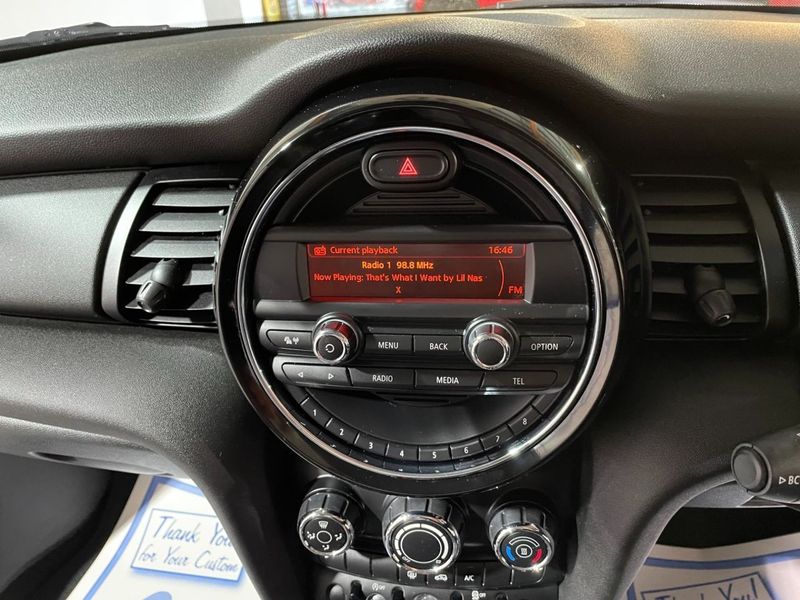 Current playback 16:46
Radio 1 98.8 MHz
Now Playing: That's What I Want by Lil Nas
X
FM
MENU BACK OPTION
RADIO MEDIA TEL
1 2 3 4 5 6 7 8
BC
A/C
Thank You
for Your Custom
Thank You!